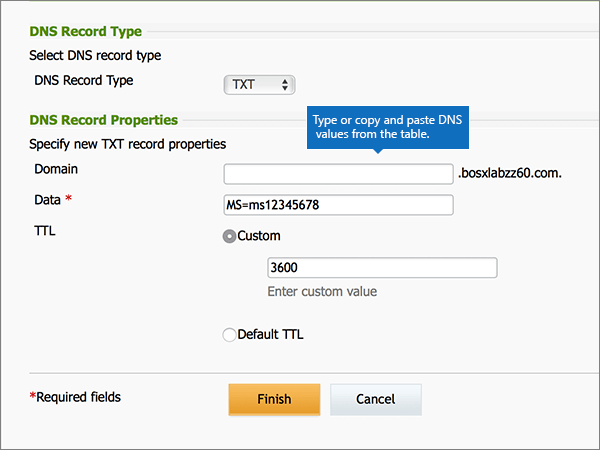 DNS Record Type
Select DNS record type
DNS Record Type
TXT
DNS Record Properties
Type or copy and paste DNS
values from the table.
Specify new TXT record properties
Domain
.bosxlabzz60.com.
Data *
MS=ms12345678
TTL
Custom
3600
Enter custom value
Default TTL
*Required fields
Finish
Cancel